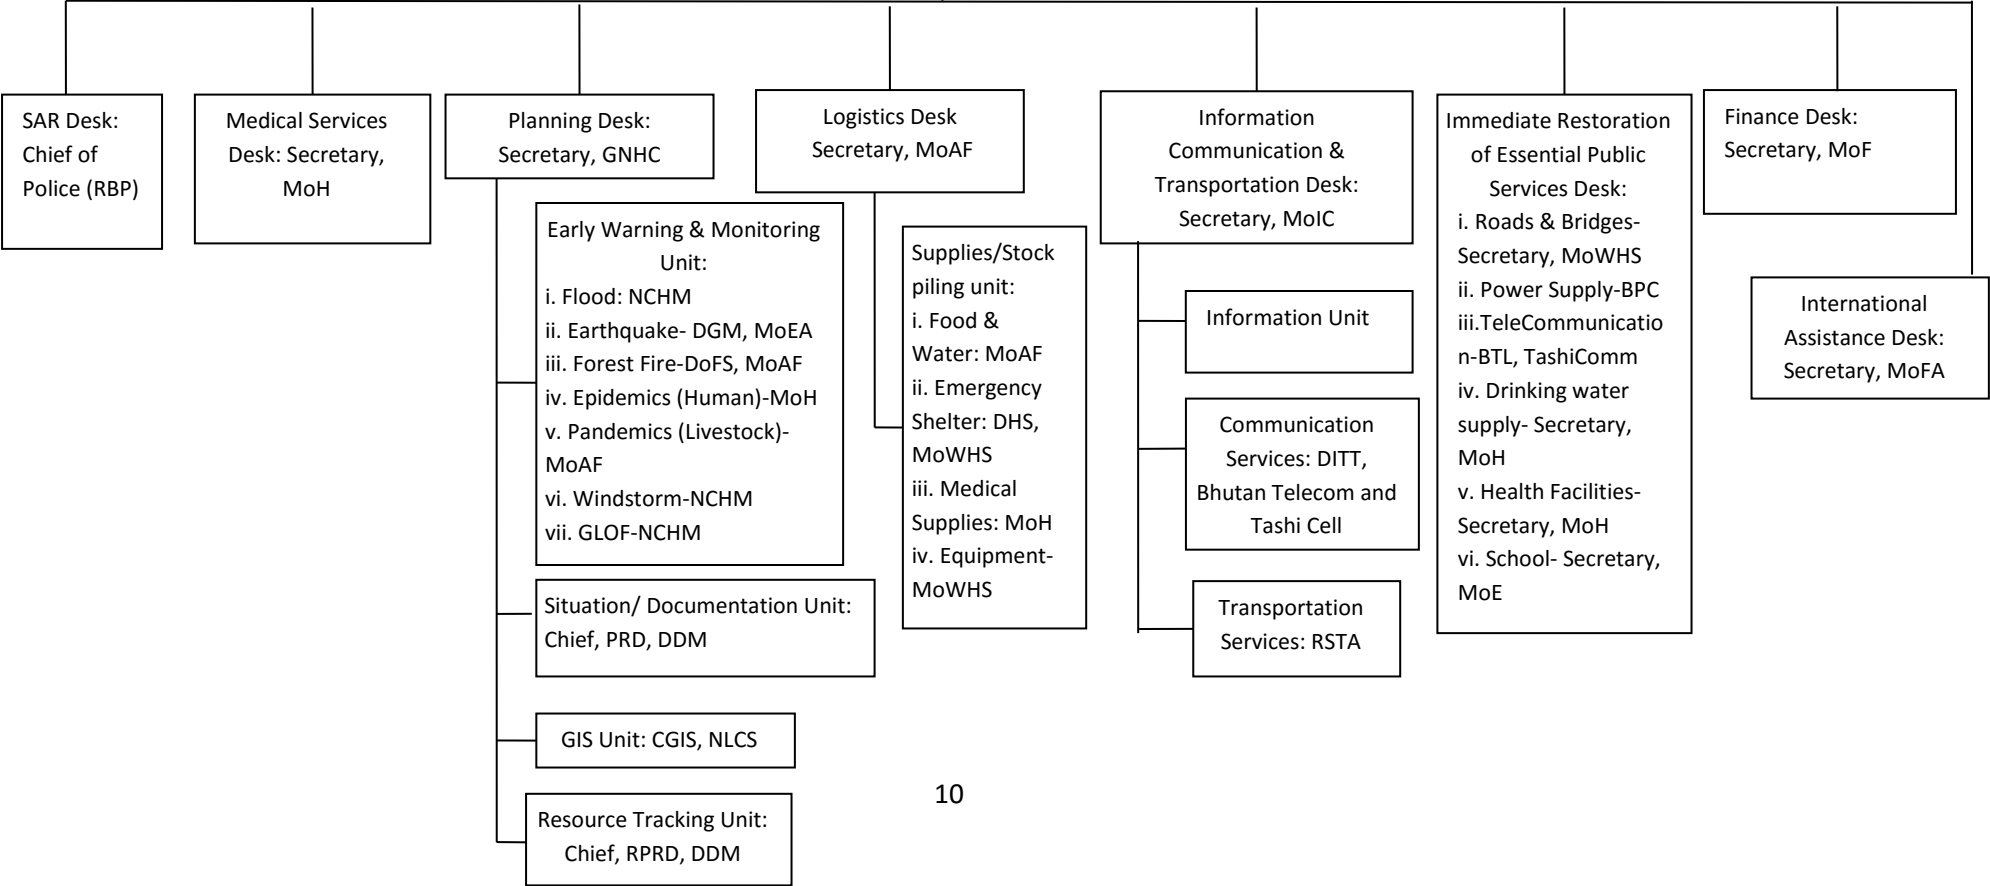 SAR Desk:
Chief of
Police (RBP)
Medical Services
Desk: Secretary,
MoH
Planning Desk:
Secretary, GNHC
Early Warning & Monitoring
Unit:
i. Flood: NCHM
ii. Earthquake- DGM, MoEA
iii. Forest Fire-DoFS, MoAF
iv. Epidemics (Human)-MoH
v. Pandemics (Livestock)-
MoAF
vi. Windstorm-NCHM
vii. GLOF-NCHM
Situation/ Documentation Unit:
Chief, PRD, DDM
GIS Unit: CGIS, NLCS
Resource Tracking Unit:
Chief, RPRD, DDM
Logistics Desk
Secretary, MoAF
Supplies/Stock
piling unit:
i. Food &
Water: MoAF
ii. Emergency
Shelter: DHS,
MoWHS
iii. Medical
Supplies: MoH
iv. Equipment-
MoWHS
Information
Communication &
Transportation Desk:
Secretary, MoIC
Information Unit
Communication
Services: DITT,
Bhutan Telecom and
Tashi Cell
Transportation
Services: RSTA
Immediate Restoration
of Essential Public
Services Desk:
i. Roads & Bridges-
Secretary, MoWHS
ii. Power Supply-BPC
iii.TeleCommunicatio
n-BTL, TashiComm
iv. Drinking water
supply- Secretary,
MoH
v. Health Facilities-
Secretary, MoH
vi. School- Secretary,
MoE
Finance Desk:
Secretary, MoF
International
Assistance Desk:
Secretary, MoFA
10